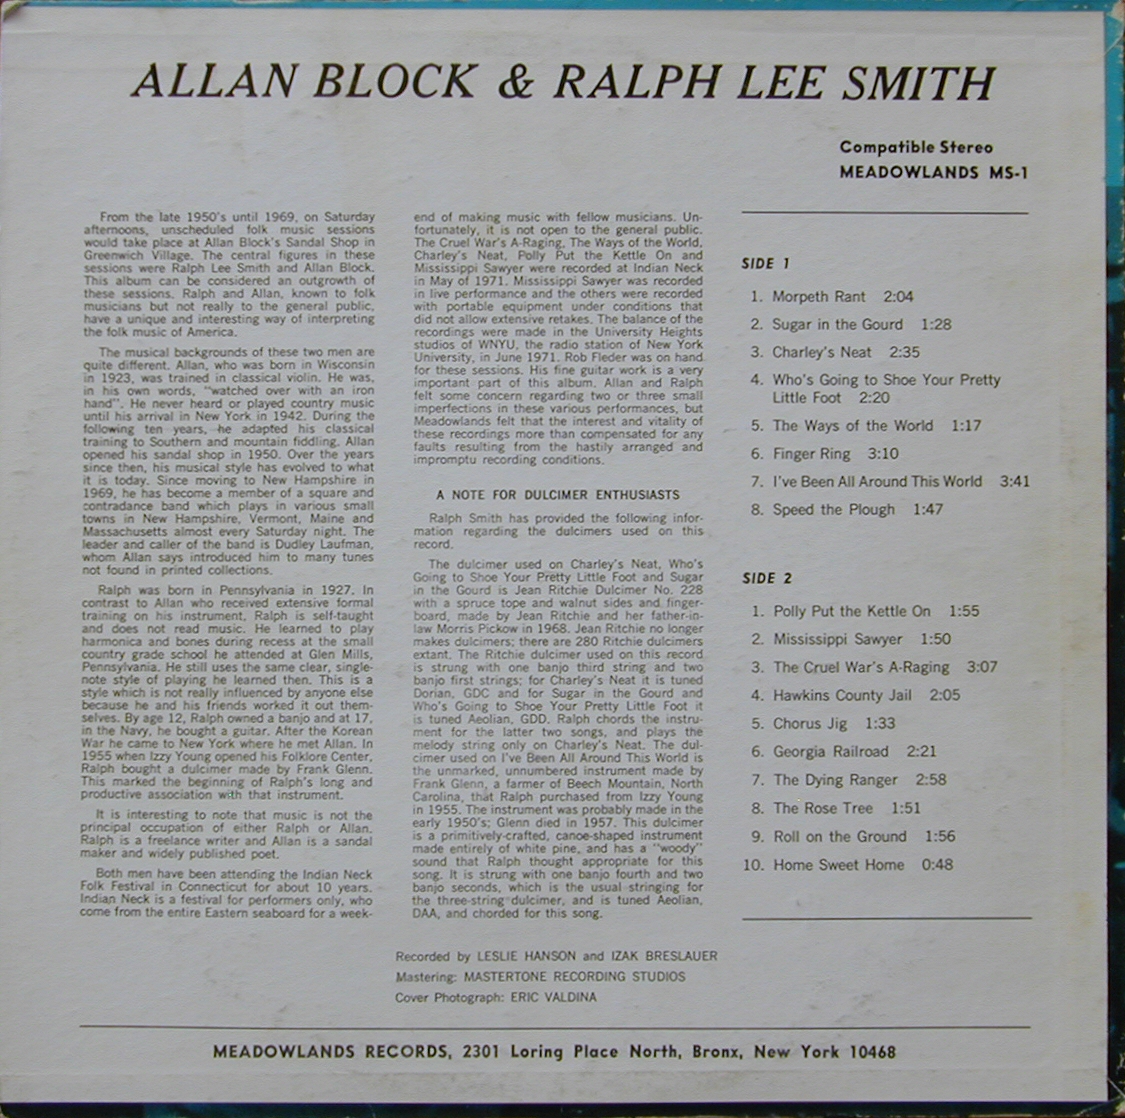 ALLAN BLOCK & RALPH LEE SMITH
Compatible Stereo
MEADOWLANDS MS-1
From the late 1950's until 1969, on Saturday
afternoons, unscheduled folk music sessions
would take place at Allan Block's Sandal Shop in
Greenwich Village. The central figures in these
sessions were Ralph Lee Smith and Allan Block.
This album can be considered an outgrowth of
these sessions. Ralph and Allan, known to folk
musicians but not really to the general public,
have a unique and interesting way of interpreting
the folk music of America.
The musical backgrounds of these two men are
quite different. Allan, who was born in Wisconsin
in 1923, was trained in classical violin. He was,
in his own words, "watched over with an iron
hand". He never heard or played country music
until his arrival in New York in 1942. During the
following ten years, he adapted his classical
training to Southern and mountain fiddling. Allan
opened his sandal shop in 1950. Over the years
since then, his musical style has evolved to what
it is today. Since moving to New Hampshire in
1969, he has become a member of a square and
contradance band which plays in various small
towns in New Hampshire, Vermont, Maine and
Massachusetts almost every Saturday night. The
leader and caller of the band is Dudley Laufman,
whom Allan says introduced him to many tunes
not found in printed collections.
Ralph was born in Pennsylvania in 1927. In
contrast to Allan who received extensive formal
training on his instrument, Ralph is self-taught
and does not read music. He learned to play
harmonica and bones during recess at the small
country grade school he attended at Glen Mills,
Pennsylvania. He still uses the same clear, single-
note style of playing he learned then. This is a
style which is not really influenced by anyone else
because he and his friends worked it out them-
selves. By age 12, Ralph owned a banjo and at 17,
in the Navy, he bought a guitar. After the Korean
War he came to New York where he met Allan. In
1955 when Izzy Young opened his Folklore Center,
Ralph bought a dulcimer made by Frank Glenn.
This marked the beginning of Ralph's long and
productive association with that instrument.
It is interesting to note that music is not the
principal occupation of either Ralph or Allan.
Ralph is a freelance writer and Allan is a sandal
maker and widely published poet.
Both men have been attending the Indian Neck
Folk Festival in Connecticut for about 10 years.
Indian Neck is a festival for performers only, who
come from the entire Eastern seaboard for a week-
end of making music with fellow musicians. Un-
fortunately, it is not open to the general public.
The Cruel War's A-Raging, The Ways of the World,
Charley's Neat, Polly Put the Kettle On and
Mississippi Sawyer were recorded at Indian Neck
in May of 1971. Mississippi Sawyer was recorded
in live performance and the others were recorded
with portable equipment under conditions that
did not allow extensive retakes. The balance of the
recordings were made in the University Heights
studios of WNYU, the radio station of New York
University, in June 1971. Rob Fleder was on hand
for these sessions. His fine guitar work is a very
important part of this album. Allan and Ralph
felt some concern regarding two or three small
imperfections in these various performances, but
Meadowlands felt that the interest and vitality of
these recordings more than compensated for any
faults resulting from the hastily arranged and
impromptu recording conditions.
A NOTE FOR DULCIMER ENTHUSIASTS
Ralph Smith has provided the following infor-
mation regarding the dulcimers used on this
record.
The dulcimer used on Charley's Neat, Who's
Going to Shoe Your Pretty Little Foot and Sugar
in the Gourd is Jean Ritchie Dulcimer No. 228
with a spruce tope and walnut sides and finger-
board, made by Jean Ritchie and her father-in-
law Morris Pickow in 1968. Jean Ritchie no longer
makes dulcimers; there are 280 Ritchie dulcimers
extant. The Ritchie dulcimer used on this record
is strung with one banjo third string and two
banjo first strings; for Charley's Neat it is tuned
Dorian, GDC and for Sugar in the Gourd and
Who's Going to Shoe Your Pretty Little Foot it
is tuned Aeolian, GDD. Ralph chords the instru-
ment for the latter two songs, and plays the
melody string only on Charley's Neat. The dul-
cimer used on I've Been All Around This World is
the unmarked, unnumbered instrument made by
Frank Glenn, a farmer of Beech Mountain, North
Carolina, that Ralph purchased from Izzy Young
in 1955. The instrument was probably made in the
early 1950's; Glenn died in 1957. This dulcimer
is a primitively-crafted, canoe-shaped instrument
made entirely of white pine, and has a "woody"
sound that Ralph thought appropriate for this
song. It is strung with one banjo fourth and two
banjo seconds, which is the usual stringing for
the three-string dulcimer, and is tuned Aeolian,
DAA, and chorded for this song.
SIDE 1
1. Morpeth Rant 2:04
2. Sugar in the Gourd 1:28
3. Charley's Neat 2:35
4. Who's Going to Shoe Your Pretty
Little Foot 2:20
5. The Ways of the World 1:17
6. Finger Ring 3:10
7. I've Been All Around This World 3:41
8. Speed the Plough 1:47
SIDE 2
1. Polly Put the Kettle On 1:55
2. Mississippi Sawyer 1:50
3. The Cruel War's A-Raging 3:07
4. Hawkins County Jail 2:05
5. Chorus Jig 1:33
6. Georgia Railroad 2:21
7. The Dying Ranger 2:58
8. The Rose Tree 1:51
9. Roll on the Ground 1:56
10. Home Sweet Home 0:48
Recorded by LESLIE HANSON and IZAK BRESLAUER
Mastering: MASTERTONE RECORDING STUDIOS
Cover Photograph: ERIC VALDINA
MEADOWLANDS RECORDS, 2301 Loring Place North, Bronx, New York 10468